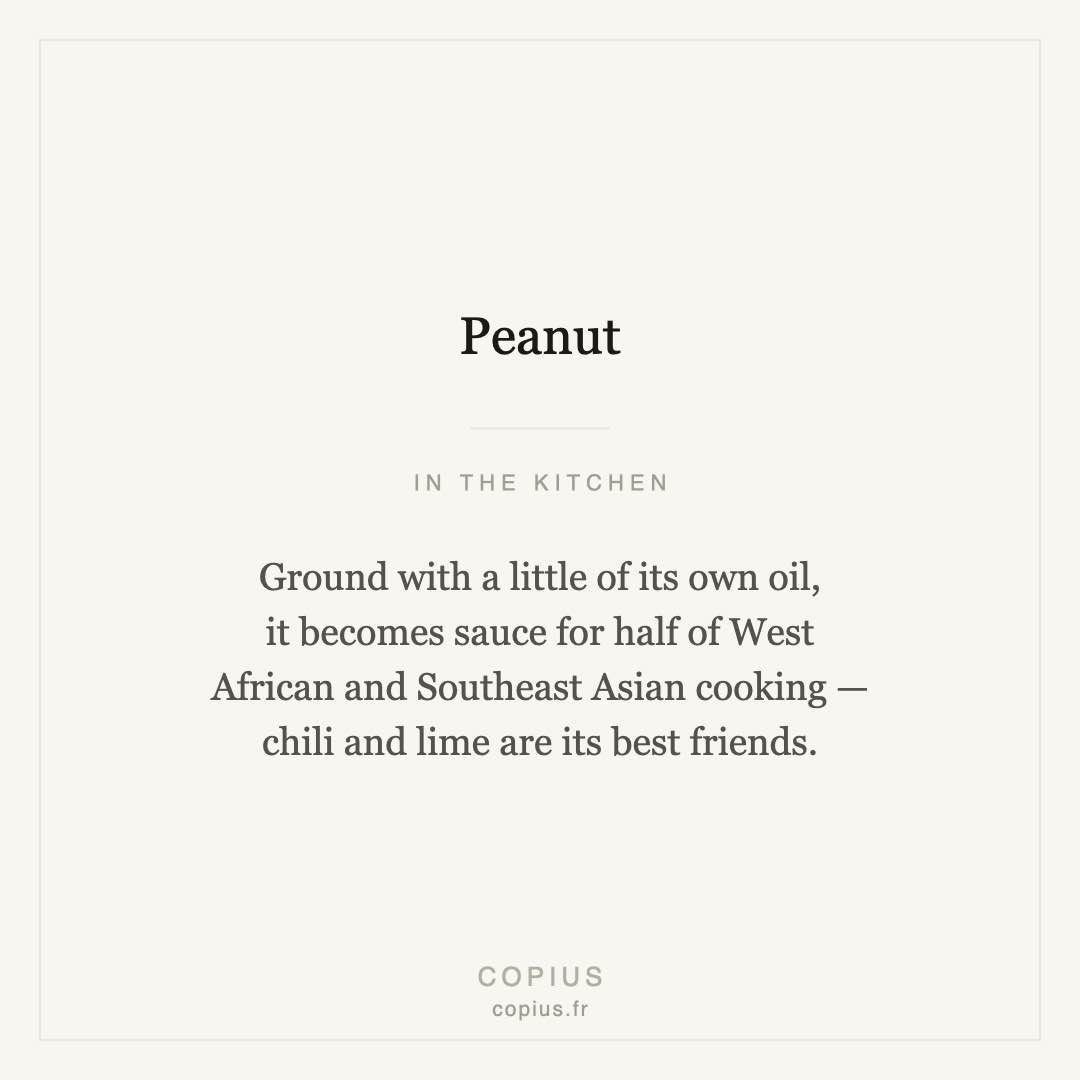 Peanut
IN THE KITCHEN
Ground with a little of its own oil,
it becomes sauce for half of West
African and Southeast Asian cooking —
chili and lime are its best friends.
COPIUS
copius.fr